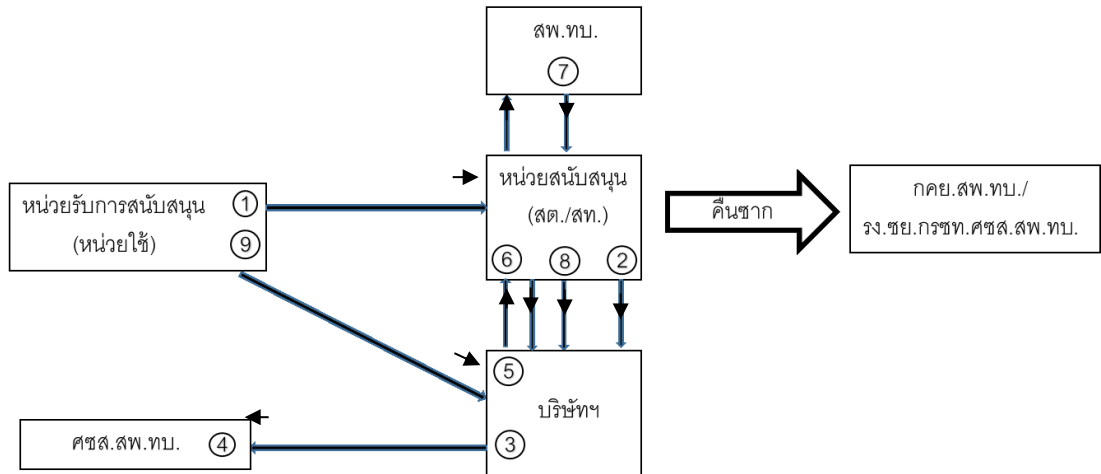 สพ.ทบ.
7
หน่วยรับการสนับสนุน 1
(หน่วยใช้) 9
หน่วยสนับสนุน
(สต./สท.)
6 8 2
คืนซาก
กคย.สพ.ทบ./
รง.ซย.กรซท.ศซส.สพ.ทบ.
5
บริษัทฯ
3
ศซส.สพ.ทบ. 4